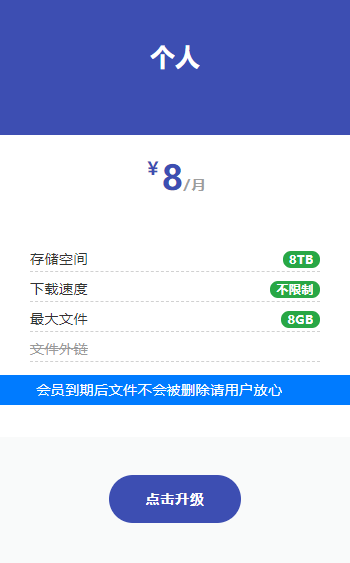 个人
¥8/月
存储空间 8TB
下载速度 不限制
最大文件 8GB
文件外链
会员到期后文件不会被删除请用户放心
点击升级